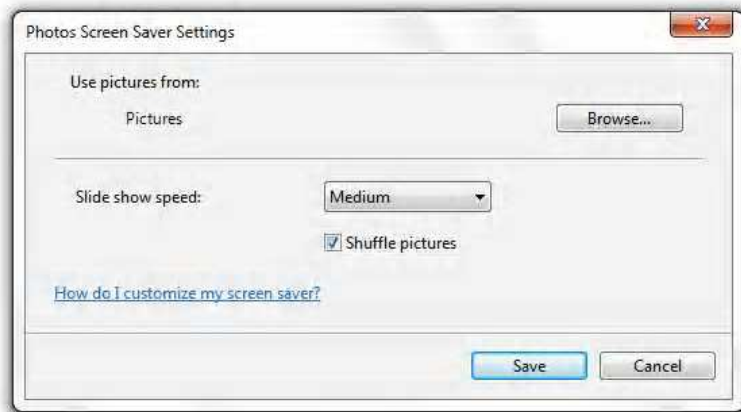 Photos Screen Saver Settings
Use pictures from:
Pictures
Browse...
Slide show speed:
Medium
Shuffle pictures
How do I customize my screen saver?
Save
Cancel